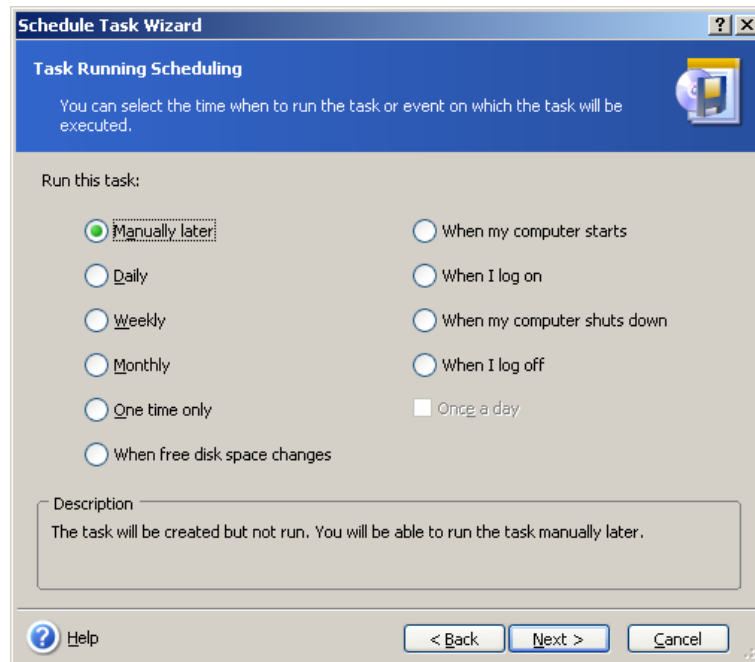 Schedule Task Wizard
Task Running Scheduling
You can select the time when to run the task or event on which the task will be
executed.
Run this task:
Manually later
Daily
Weekly
Monthly
One time only
When free disk space changes
When my computer starts
When I log on
When my computer shuts down
When I log off
Once a day
Description
The task will be created but not run. You will be able to run the task manually later.
Help
< Back
Next >
Cancel